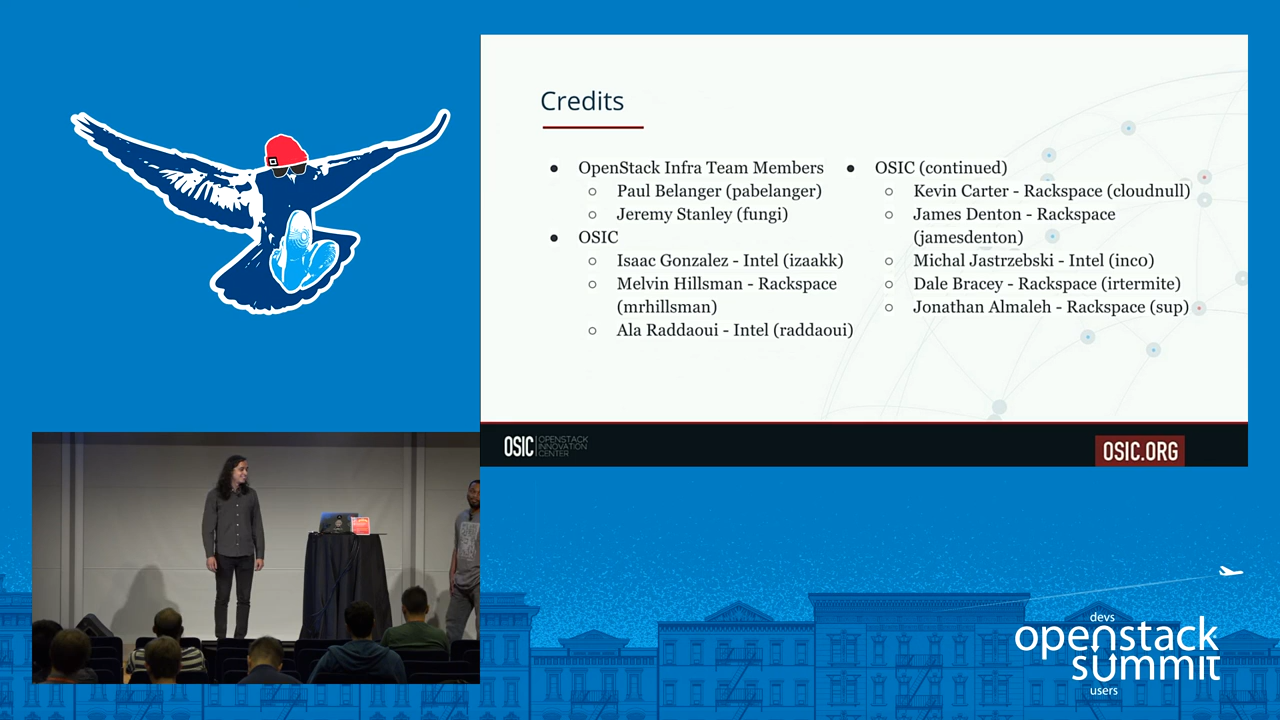 Credits
● OpenStack Infra Team Members
○ Paul Belanger (pabelanger)
○ Jeremy Stanley (fungi)
● OSIC
○ Isaac Gonzalez - Intel (izaakk)
○ Melvin Hillsman - Rackspace
(mrhillsman)
○ Ala Raddaoui - Intel (raddaoui)
● OSIC (continued)
○ Kevin Carter - Rackspace (cloudnull)
○ James Denton - Rackspace
(jamesdenton)
○ Michal Jastrzebski - Intel (inc0)
○ Dale Bracey - Rackspace (irtermite)
○ Jonathan Almaleh - Rackspace (sup)
OSIC OPENSTACK
INNOVATION
CENTER
OSIC.ORG
devs
openstack
summit
users